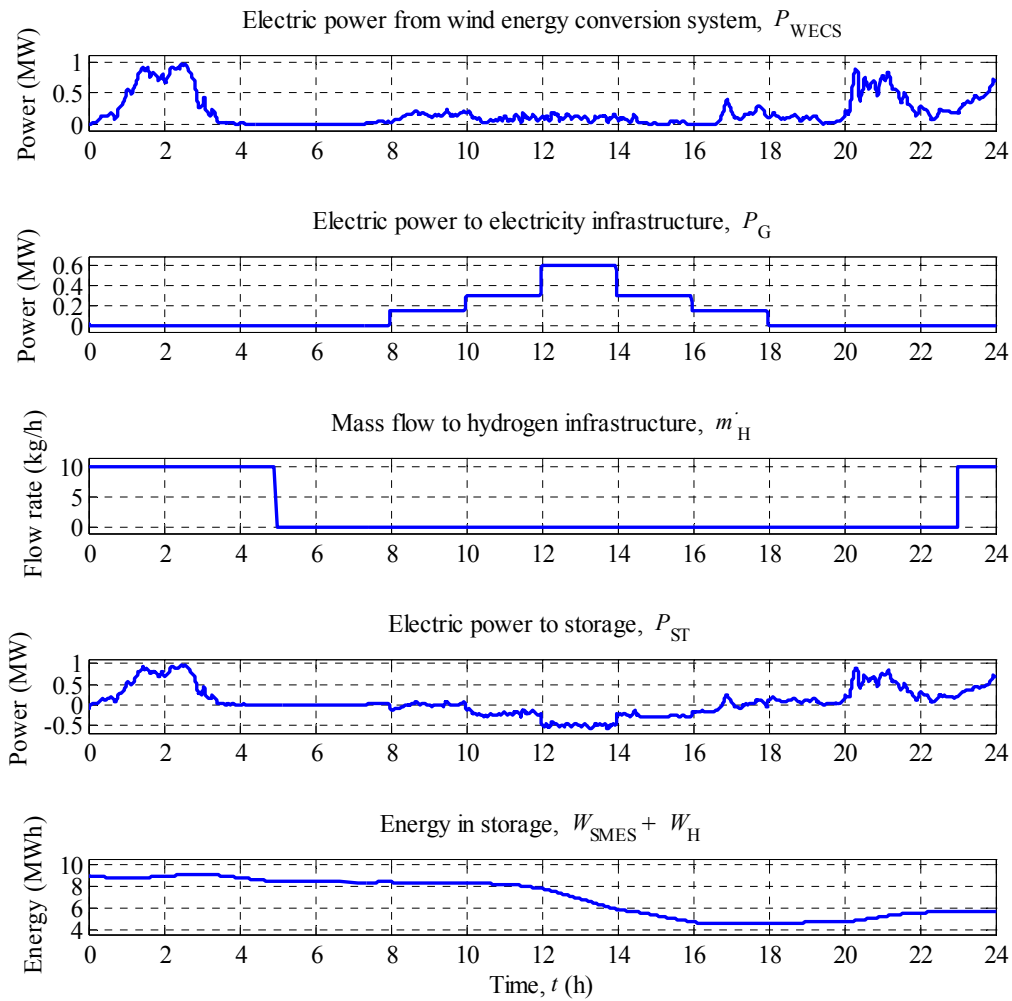 Electric power from wind energy conversion system, P_WECS
Power (MW)
1
0.5
0
0 2 4 6 8 10 12 14 16 18 20 22 24
Electric power to electricity infrastructure, P_G
Power (MW)
0.6
0.4
0.2
0
0 2 4 6 8 10 12 14 16 18 20 22 24
Mass flow to hydrogen infrastructure, ṁ_H
Flow rate (kg/h)
10
5
0
0 2 4 6 8 10 12 14 16 18 20 22 24
Electric power to storage, P_ST
Power (MW)
1
0.5
0
-0.5
0 2 4 6 8 10 12 14 16 18 20 22 24
Energy in storage, W_SMES + W_H
Energy (MWh)
10
8
6
4
0 2 4 6 8 10 12 14 16 18 20 22 24
Time, t (h)